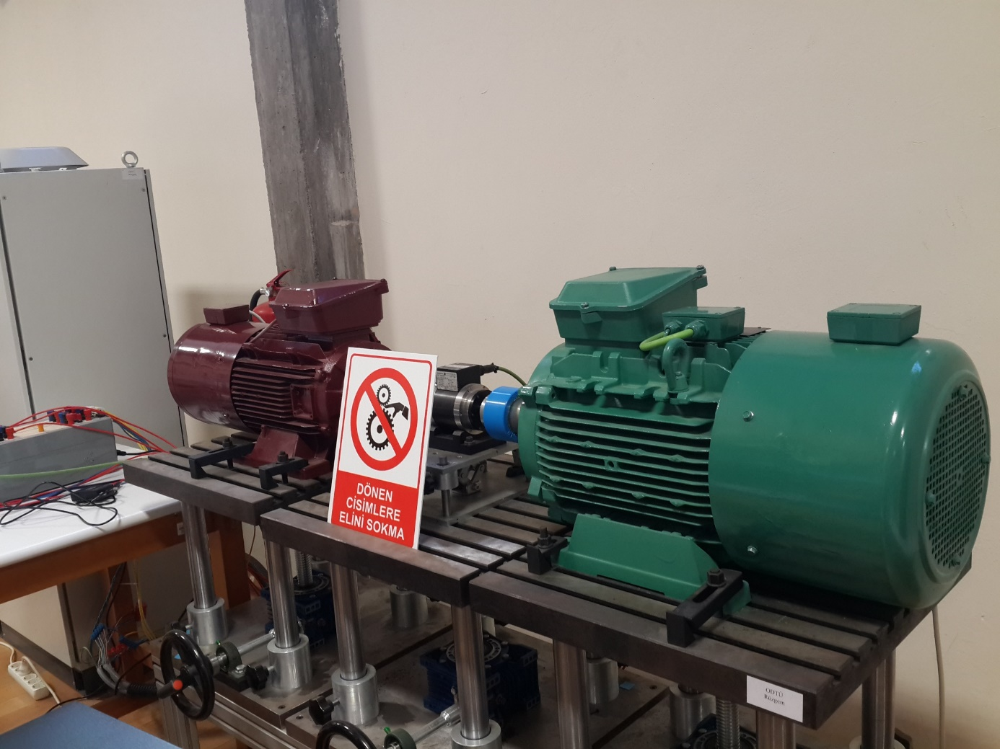 DÖNEN
CİSİMLERE
ELİNİ SOKMA
ODTÜ
Rüzgem